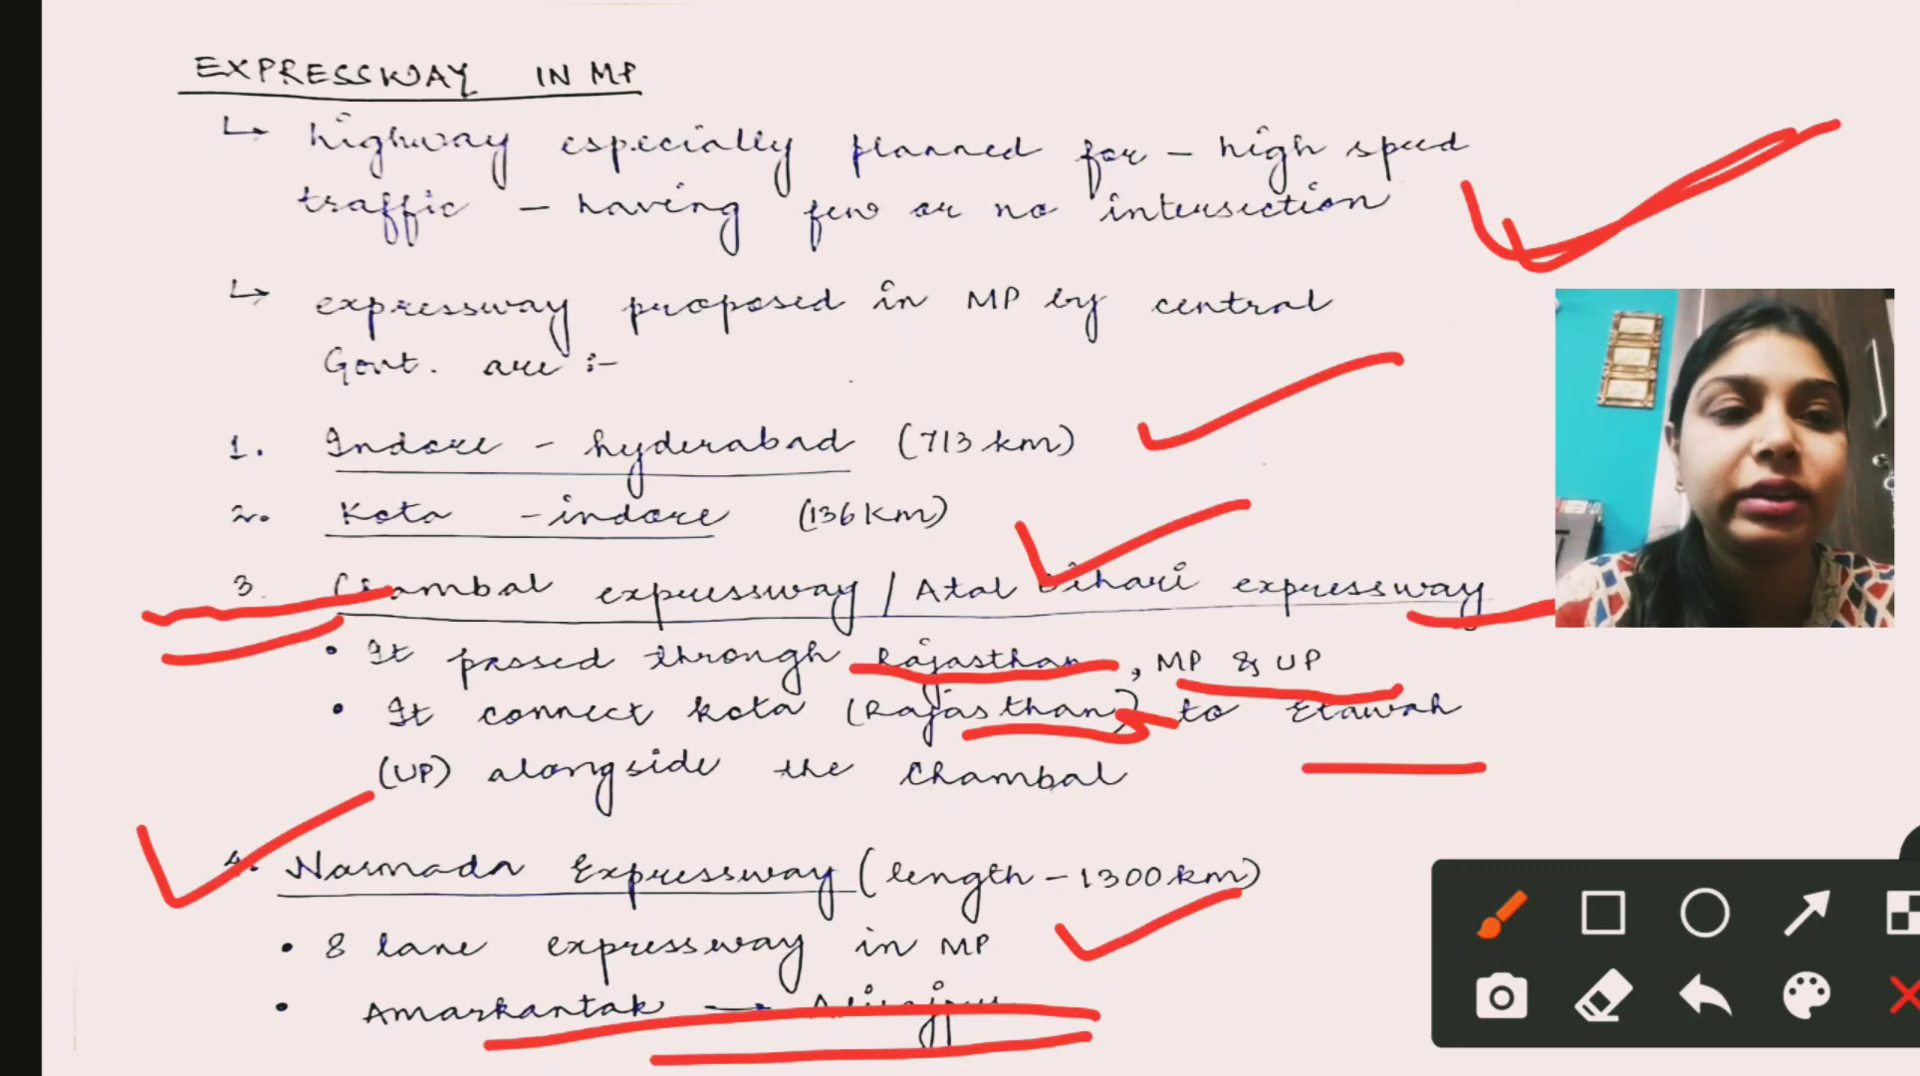 EXPRESSWAY IN MP
↳ highway especially planned for - high speed
traffic - having few or no intersection
↳ expressway proposed in MP by central
Govt. are :-
1. Indore - hyderabad (713 km)
2. Kota - indore (136 km)
3. Chambal expressway / Atal Bihari expressway
• It passed through Rajasthan, MP & UP
• It connect kota (Rajasthan) to Etawah
(UP) alongside the Chambal
4. Narmada Expressway (length - 1300 km)
• 8 lane expressway in MP
• Amarkantak →